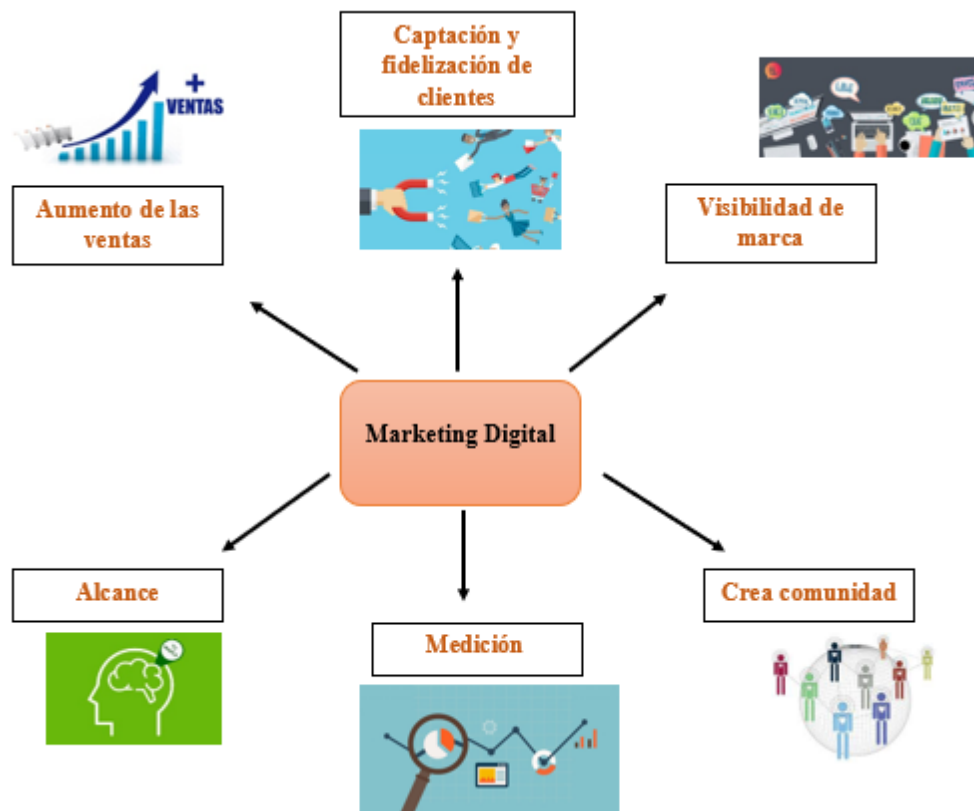 +
VENTAS
Captación y
fidelización de
clientes
Aumento de las
ventas
Visibilidad de
marca
Marketing Digital
Alcance
Medición
Crea comunidad